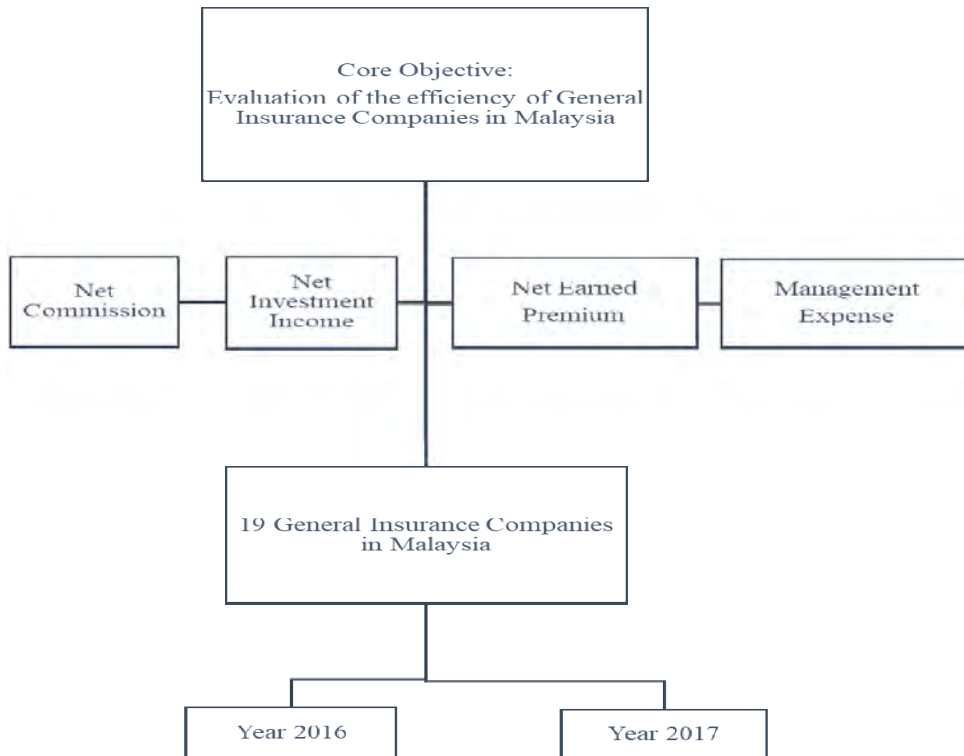 Core Objective:
Evaluation of the efficiency of General
Insurance Companies in Malaysia
Net
Commission
Net
Investment
Income
Net Earned
Premium
Management
Expense
19 General Insurance Companies
in Malaysia
Year 2016
Year 2017